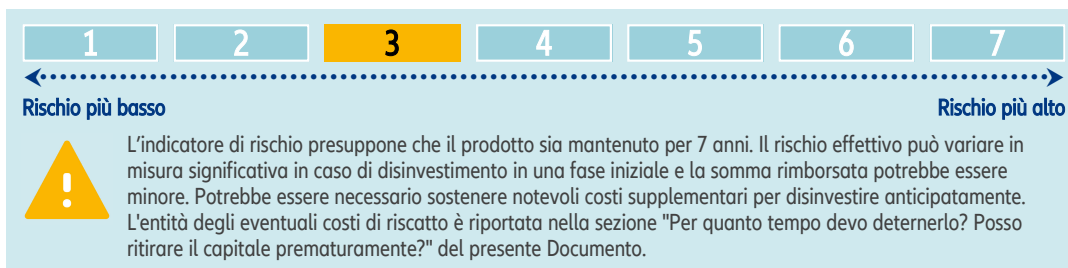 1 2 3 4 5 6 7
Rischio più basso Rischio più alto
L'indicatore di rischio presuppone che il prodotto sia mantenuto per 7 anni. Il rischio effettivo può variare in
misura significativa in caso di disinvestimento in una fase iniziale e la somma rimborsata potrebbe essere
minore. Potrebbe essere necessario sostenere notevoli costi supplementari per disinvestire anticipatamente.
L'entità degli eventuali costi di riscatto è riportata nella sezione "Per quanto tempo devo deternerlo? Posso
ritirare il capitale prematuramente?" del presente Documento.